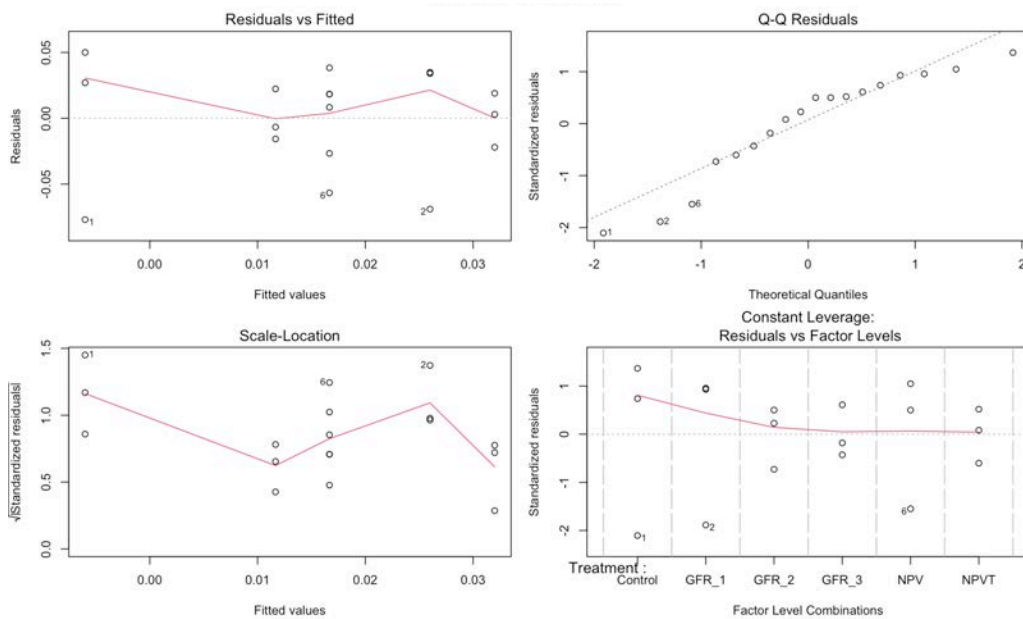 Residuals vs Fitted
Residuals
0.05
0.00
-0.05
1
6
2
0.00
0.01
0.02
0.03
Fitted values
Q-Q Residuals
Standardized residuals
1
0
-1
-2
1
2
6
-2
-1
0
1
2
Theoretical Quantiles
Scale-Location
√|Standardized residuals|
1.5
1.0
0.5
0.0
1
6
2
0.00
0.01
0.02
0.03
Fitted values
Constant Leverage:
Residuals vs Factor Levels
Standardized residuals
1
0
-1
-2
1
2
6
Treatment :
Control
GFR_1
GFR_2
GFR_3
NPV
NPVT
Factor Level Combinations